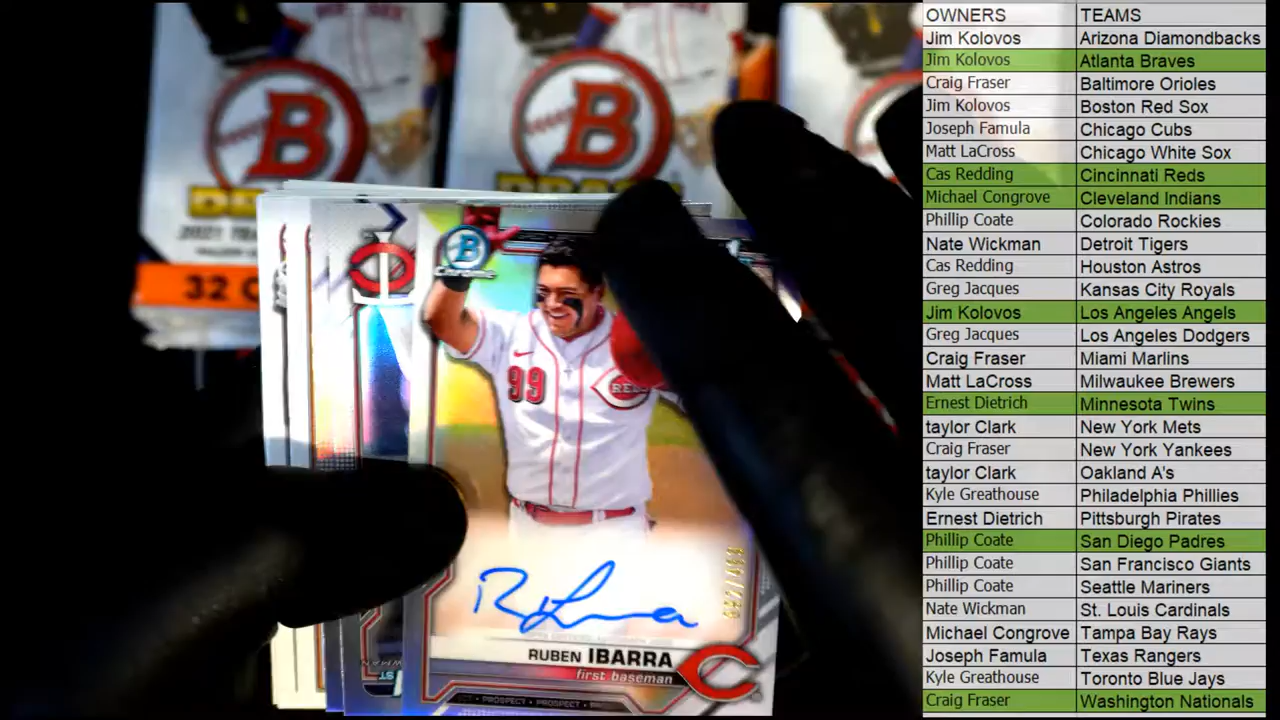 B
B
2021
32
B
Chrome
99
REDS
RUBEN IBARRA
first baseman
PROSPECT • PROSPECT • PROSPECT
OWNERS TEAMS
Jim Kolovos Arizona Diamondbacks
Jim Kolovos Atlanta Braves
Craig Fraser Baltimore Orioles
Jim Kolovos Boston Red Sox
Joseph Famula Chicago Cubs
Matt LaCross Chicago White Sox
Cas Redding Cincinnati Reds
Michael Congrove Cleveland Indians
Phillip Coate Colorado Rockies
Nate Wickman Detroit Tigers
Cas Redding Houston Astros
Greg Jacques Kansas City Royals
Jim Kolovos Los Angeles Angels
Greg Jacques Los Angeles Dodgers
Craig Fraser Miami Marlins
Matt LaCross Milwaukee Brewers
Ernest Dietrich Minnesota Twins
taylor Clark New York Mets
Craig Fraser New York Yankees
taylor Clark Oakland A's
Kyle Greathouse Philadelphia Phillies
Ernest Dietrich Pittsburgh Pirates
Phillip Coate San Diego Padres
Phillip Coate San Francisco Giants
Phillip Coate Seattle Mariners
Nate Wickman St. Louis Cardinals
Michael Congrove Tampa Bay Rays
Joseph Famula Texas Rangers
Kyle Greathouse Toronto Blue Jays
Craig Fraser Washington Nationals